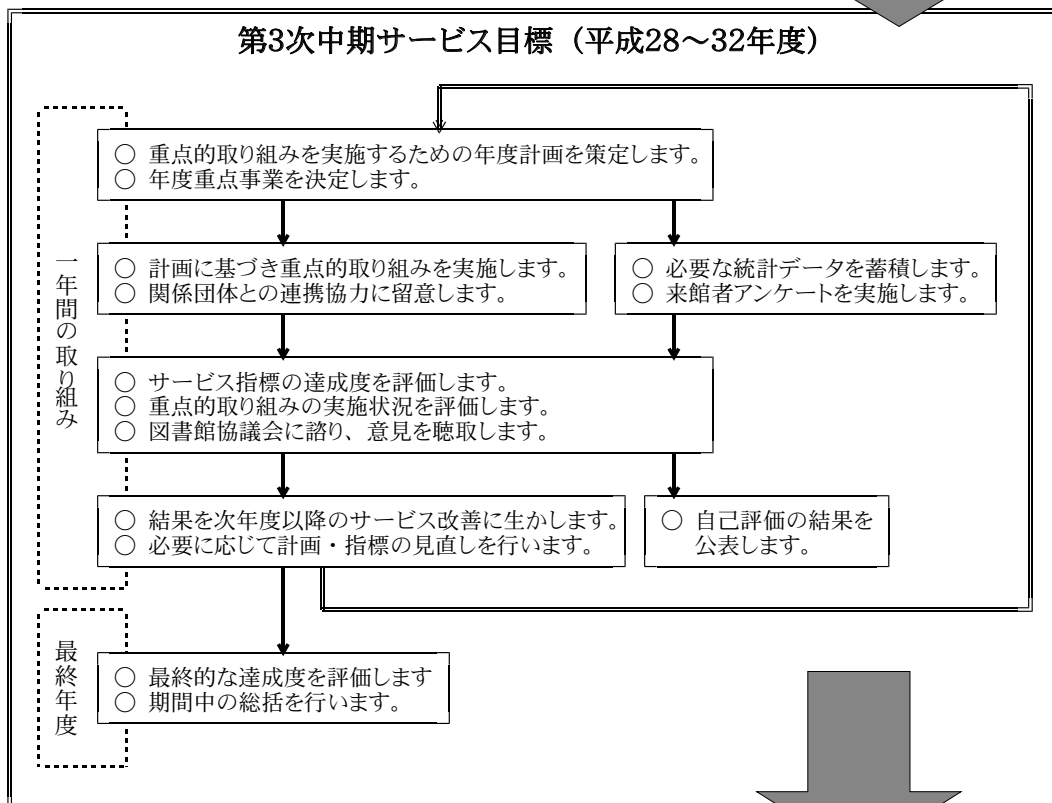 第3次中期サービス目標（平成28～32年度）
一年間の取り組み
○ 重点的取り組みを実施するための年度計画を策定します。
○ 年度重点事業を決定します。
○ 計画に基づき重点的取り組みを実施します。
○ 関係団体との連携協力に留意します。
○ 必要な統計データを蓄積します。
○ 来館者アンケートを実施します。
○ サービス指標の達成度を評価します。
○ 重点的取り組みの実施状況を評価します。
○ 図書館協議会に諮り、意見を聴取します。
○ 結果を次年度以降のサービス改善に生かします。
○ 必要に応じて計画・指標の見直しを行います。
○ 自己評価の結果を
公表します。
最終年度
○ 最終的な達成度を評価します
○ 期間中の総括を行います。